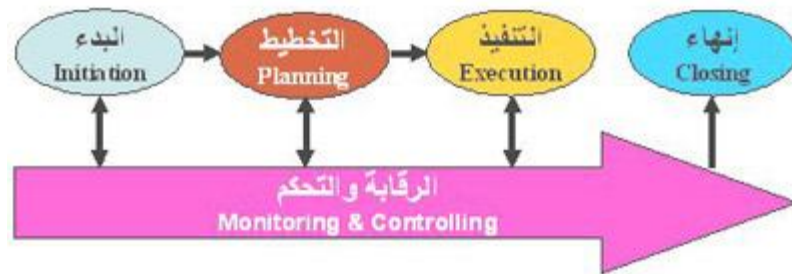 البدء
Initiation
التخطيط
Planning
التنفيذ
Execution
إنهاء
Closing
الرقابة والتحكم
Monitoring & Controlling